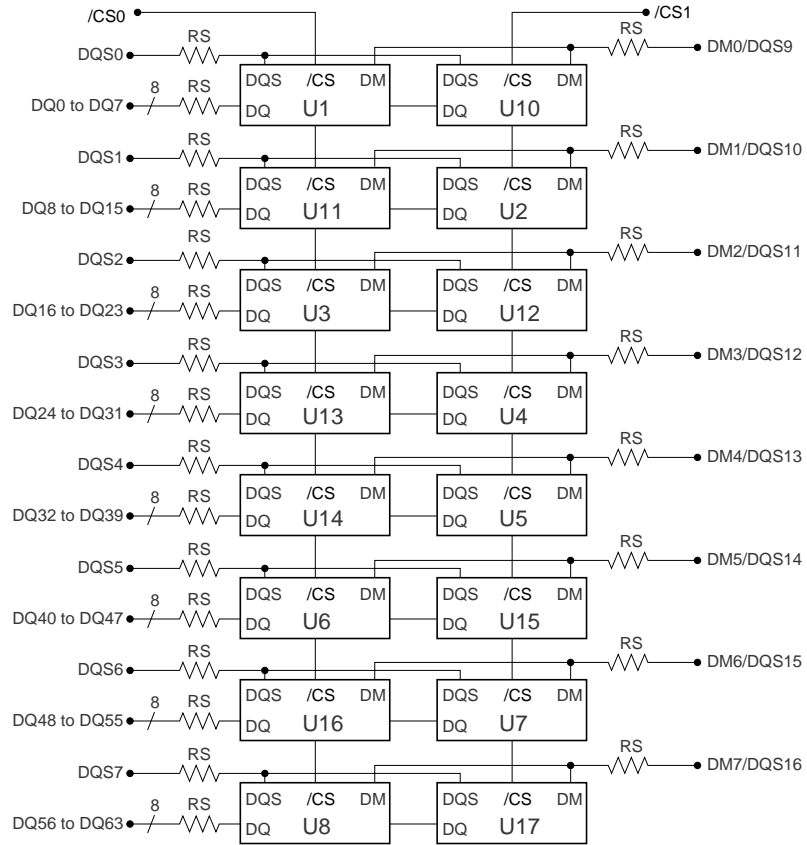 /CS0 /CS1
RS RS
DQS0 DM0/DQS9
DQS /CS DM DQS /CS DM
8 RS
DQ0 to DQ7 DQ U1 DQ U10
RS RS
DQS1 DM1/DQS10
DQS /CS DM DQS /CS DM
8 RS
DQ8 to DQ15 DQ U11 DQ U2
RS RS
DQS2 DM2/DQS11
DQS /CS DM DQS /CS DM
8 RS
DQ16 to DQ23 DQ U3 DQ U12
RS RS
DQS3 DM3/DQS12
DQS /CS DM DQS /CS DM
8 RS
DQ24 to DQ31 DQ U13 DQ U4
RS RS
DQS4 DM4/DQS13
DQS /CS DM DQS /CS DM
8 RS
DQ32 to DQ39 DQ U14 DQ U5
RS RS
DQS5 DM5/DQS14
DQS /CS DM DQS /CS DM
8 RS
DQ40 to DQ47 DQ U6 DQ U15
RS RS
DQS6 DM6/DQS15
DQS /CS DM DQS /CS DM
8 RS
DQ48 to DQ55 DQ U16 DQ U7
RS RS
DQS7 DM7/DQS16
DQS /CS DM DQS /CS DM
8 RS
DQ56 to DQ63 DQ U8 DQ U17